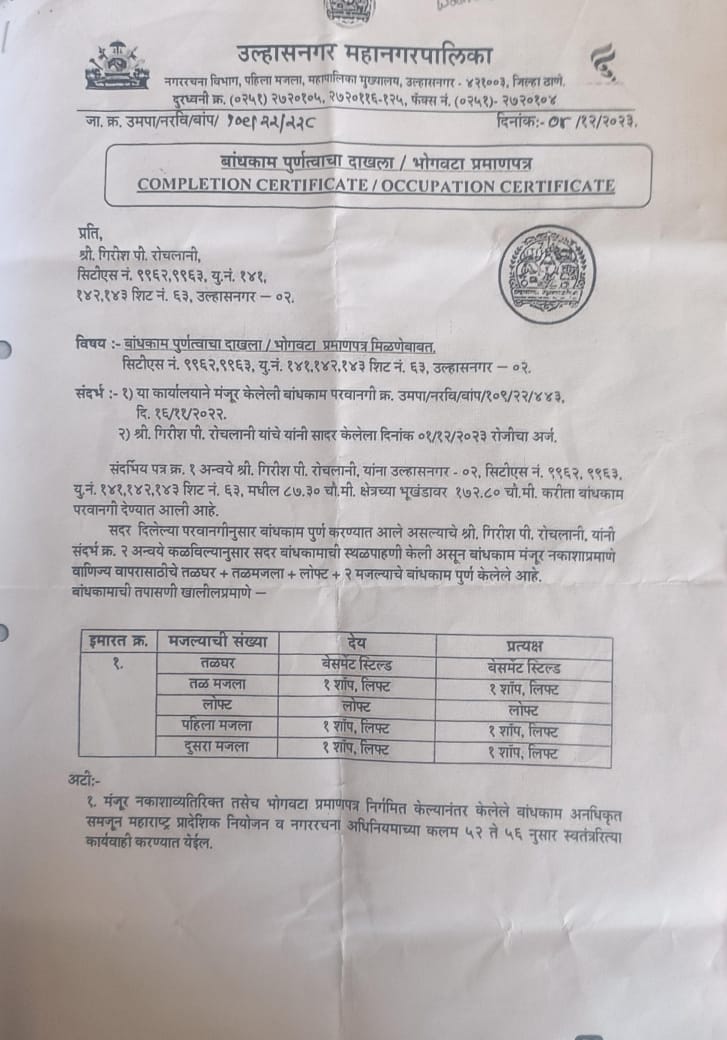 उल्हासनगर महानगरपालिका
नगररचना विभाग, पहिला मजला, महापालिका मुख्यालय, उल्हासनगर - ४२१००३, जिल्हा ठाणे.
दुरध्वनी क्र. (०२५१) २७२०१०५, २७२०११६-१२५, फॅक्स नं. (०२५१)- २७२०१०४
जा. क्र. उमपा/नरवि/बांप/ १०९/२२/२२८ दिनांक:- ०४/१२/२०२३.
बांधकाम पुर्णत्वाचा दाखला / भोगवटा प्रमाणपत्र
COMPLETION CERTIFICATE / OCCUPATION CERTIFICATE
प्रति,
श्री. गिरीश पी. रोचलानी,
सिटीएस नं. ९९६२,९९६३, यु.नं. १४१,
१४२,१४३ शिट नं. ६३, उल्हासनगर – ०२.
विषय :- बांधकाम पुर्णत्वाचा दाखला / भोगवटा प्रमाणपत्र मिळणेबाबत.
सिटीएस नं. ९९६२,९९६३, यु.नं. १४१,१४२,१४३ शिट नं. ६३, उल्हासनगर – ०२.
संदर्भ :- १) या कार्यालयाने मंजूर केलेली बांधकाम परवानगी क्र. उमपा/नरवि/बांप/१०९/२२/४४३,
दि. १६/११/२०२२.
२) श्री. गिरीश पी. रोचलानी यांचे यांनी सादर केलेला दिनांक ०१/१२/२०२३ रोजीचा अर्ज.
संदर्भिय पत्र क्र. १ अन्वये श्री. गिरीश पी. रोचलानी, यांना उल्हासनगर - ०२, सिटीएस नं. ९९६२, ९९६३,
यु.नं. १४१,१४२,१४३ शिट नं. ६३, मधील ८७.३० चौ.मी. क्षेत्रच्या भूखंडावर १७२.८० चौ.मी. करीता बांधकाम
परवानगी देण्यात आली आहे.
सदर दिलेल्या परवानगीनुसार बांधकाम पुर्ण करण्यात आले असल्याचे श्री. गिरीश पी. रोचलानी, यांनी
संदर्भ क्र. २ अन्वये कळविल्यानुसार सदर बांधकामाची स्थळपाहणी केली असून बांधकाम मंजूर नकाशाप्रमाणे
वाणिज्य वापरासाठीचे तळघर + तळमजला + लोफ्ट + २ मजल्याचे बांधकाम पुर्ण केलेले आहे.
बांधकामाची तपासणी खालीलप्रमाणे –
इमारत क्र. मजल्याची संख्या देय प्रत्यक्ष
१. तळघर बेसमेंट स्टिल्ड बेसमेंट स्टिल्ड
तळ मजला १ शॉप, लिफ्ट १ शॉप, लिफ्ट
लोफ्ट लोफ्ट लोफ्ट
पहिला मजला १ शॉप, लिफ्ट १ शॉप, लिफ्ट
दुसरा मजला १ शॉप, लिफ्ट १ शॉप, लिफ्ट
अटी:-
१. मंजूर नकाशाव्यतिरिक्त तसेच भोगवटा प्रमाणपत्र निर्गमित केल्यानंतर केलेले बांधकाम अनधिकृत
समजून महाराष्ट्र प्रादेशिक नियोजन व नगररचना अधिनियमाच्या कलम ५२ ते ५६ नुसार स्वतंत्ररित्या
कार्यवाही करण्यात येईल.